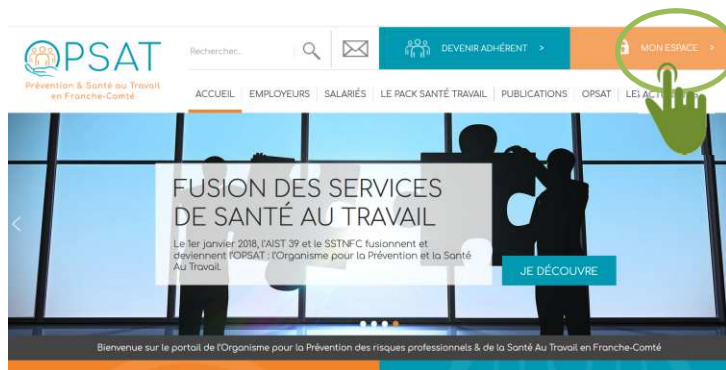 OPSAT
Prévention & Santé au Travail
en Franche-Comté
Rechercher...
DEVENIR ADHÉRENT >
MON ESPACE >
ACCUEIL
EMPLOYEURS
SALARIÉS
LE PACK SANTÉ TRAVAIL
PUBLICATIONS
OPSAT
FUSION DES SERVICES
DE SANTÉ AU TRAVAIL
Le 1er janvier 2018, l'AIST 39 et le SSTNFC fusionnent et
deviennent l'OPSAT : l'Organisme pour la Prévention et la Santé
Au Travail.
JE DÉCOUVRE
Bienvenue sur le portail de l'Organisme pour la Prévention des risques professionnels & de la Santé Au Travail en Franche-Comté